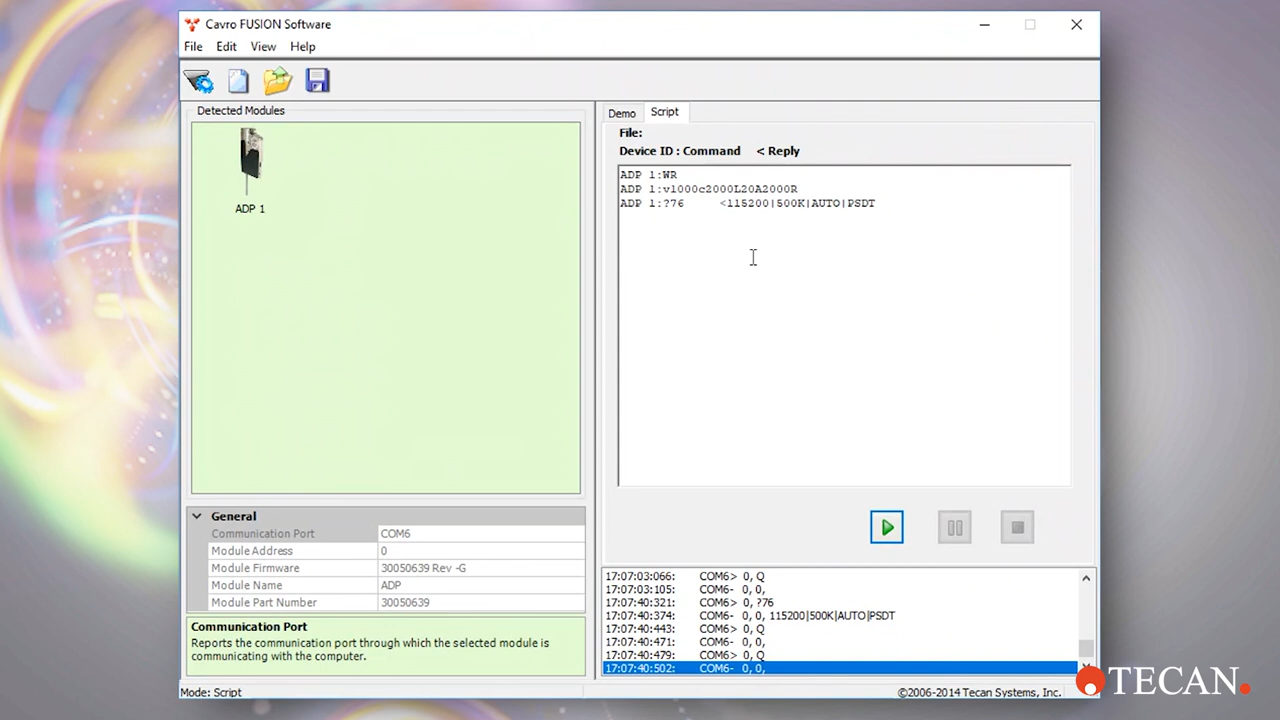 Cavro FUSION Software
File Edit View Help
Detected Modules
ADP 1
General
Communication Port COM6
Module Address 0
Module Firmware 30050639 Rev -G
Module Name ADP
Module Part Number 30050639
Communication Port
Reports the communication port through which the selected module is
communicating with the computer.
Mode: Script
Demo Script
File:
Device ID : Command < Reply
ADP 1:WR
ADP 1:v1000c2000L20A2000R
ADP 1:?76 <115200|500K|AUTO|PSDT
17:07:03:066: COM6> 0, Q
17:07:03:105: COM6- 0, 0,
17:07:40:321: COM6> 0, ?76
17:07:40:374: COM6- 0, 0, 115200|500K|AUTO|PSDT
17:07:40:443: COM6> 0, Q
17:07:40:471: COM6- 0, 0,
17:07:40:479: COM6> 0, Q
17:07:40:502: COM6- 0, 0,
©2006-2014 Tecan Systems, Inc.
TECAN.